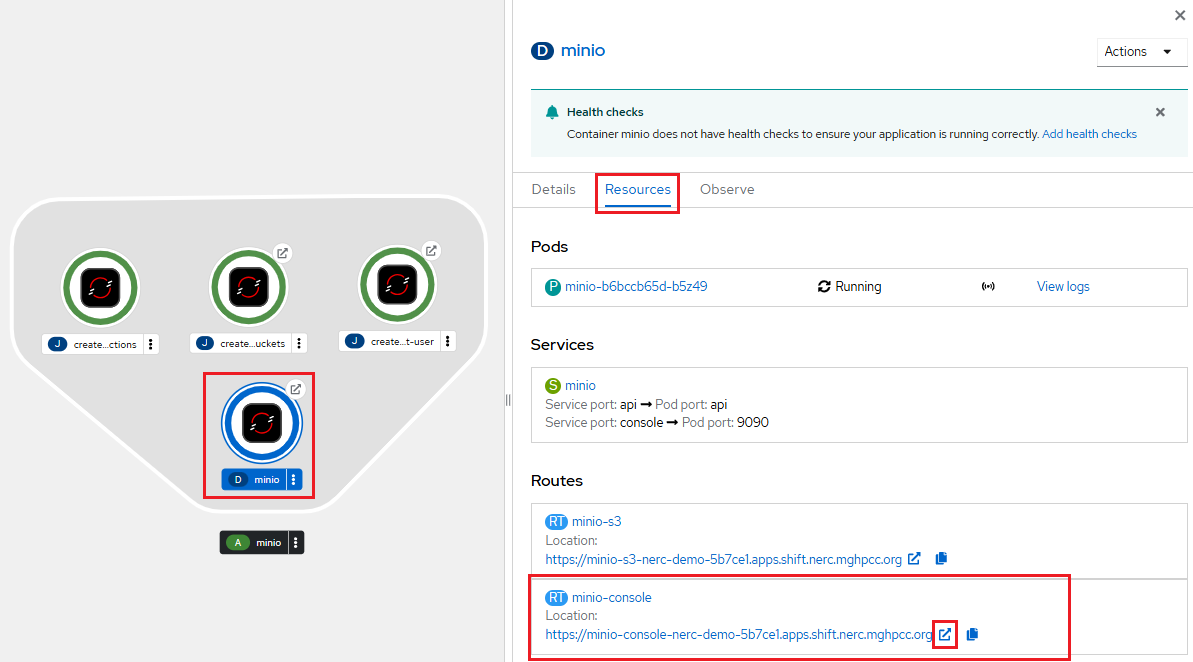 J create...ctions
J create...uckets
J create...t-user
D minio
A minio
D minio
Actions
Health checks
Container minio does not have health checks to ensure your application is running correctly. Add health checks
Details Resources Observe
Pods
P minio-b6bccb65d-b5z49 Running View logs
Services
S minio
Service port: api → Pod port: api
Service port: console → Pod port: 9090
Routes
RT minio-s3
Location:
https://minio-s3-nerc-demo-5b7ce1.apps.shift.nerc.mghpcc.org
RT minio-console
Location:
https://minio-console-nerc-demo-5b7ce1.apps.shift.nerc.mghpcc.org